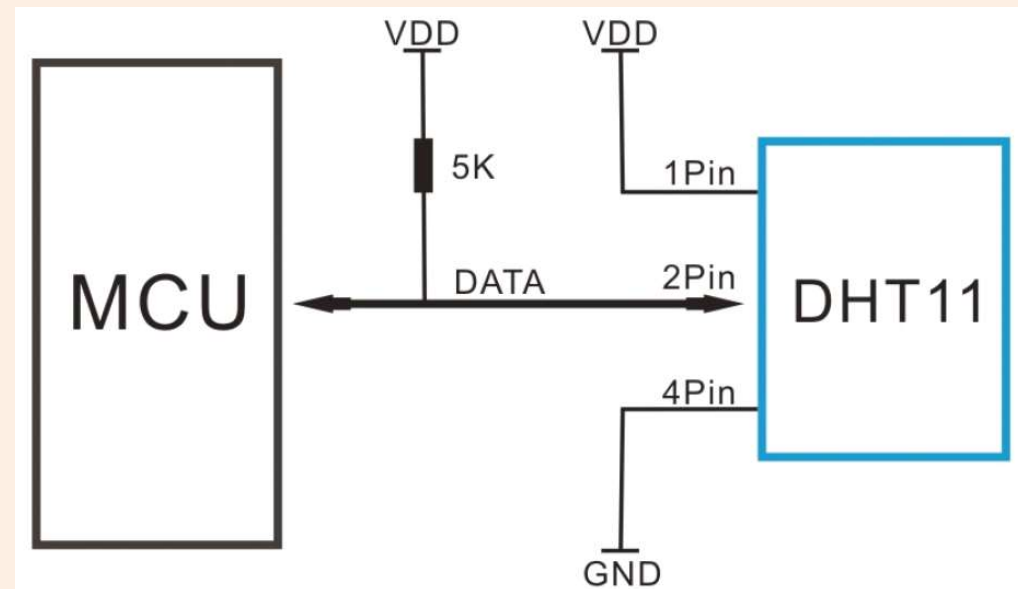 VDD
VDD
5K
1Pin
DATA
2Pin
MCU
DHT11
4Pin
GND